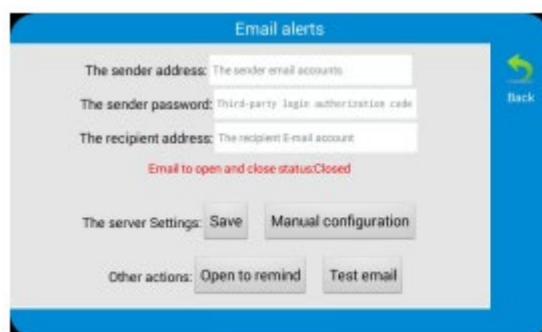 Email alerts
The sender address: The sender email accounts
Back
The sender password: Third-party login authorization code
The recipient address: The recipient E-mail account
Email to open and close status:Closed
The server Settings: Save Manual configuration
Other actions: Open to remind Test email